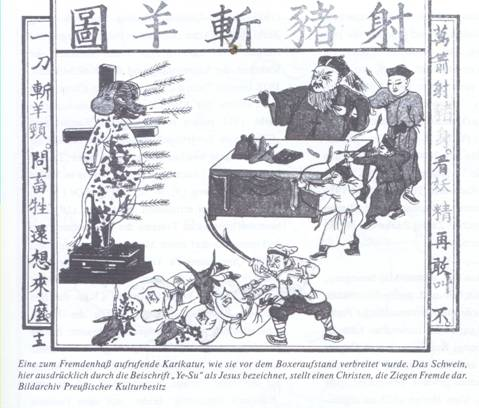 射豬斬羊圖
萬箭射豬身。看妖精再敢叫不
一刀斬羊頸。問畜牲還想來麼
Eine zum Fremdenhaß aufrufende Karikatur, wie sie vor dem Boxeraufstand verbreitet wurde. Das Schwein,
hier ausdrücklich durch die Beischrift „Ye-Su" als Jesus bezeichnet, stellt einen Christen, die Ziegen Fremde dar.
Bildarchiv Preußischer Kulturbesitz